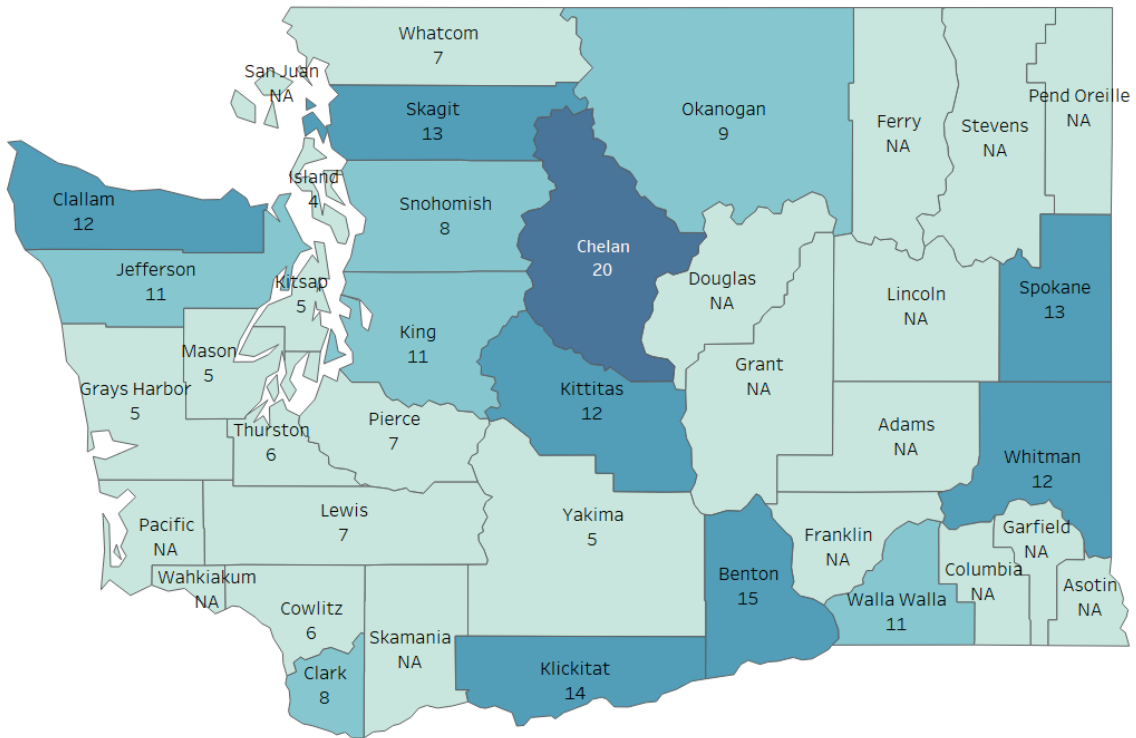 Whatcom
7
San Juan
NA
Skagit
13
Okanogan
9
Ferry
NA
Stevens
NA
Pend Oreille
NA
Island
4
Clallam
12
Snohomish
8
Chelan
20
Jefferson
11
Kitsap
5
Douglas
NA
Lincoln
NA
Spokane
13
King
11
Mason
5
Grays Harbor
5
Kittitas
12
Grant
NA
Pierce
7
Thurston
6
Adams
NA
Whitman
12
Lewis
7
Yakima
5
Pacific
NA
Franklin
NA
Garfield
NA
Wahkiakum
NA
Benton
15
Columbia
NA
Asotin
NA
Cowlitz
6
Walla Walla
11
Skamania
NA
Clark
8
Klickitat
14